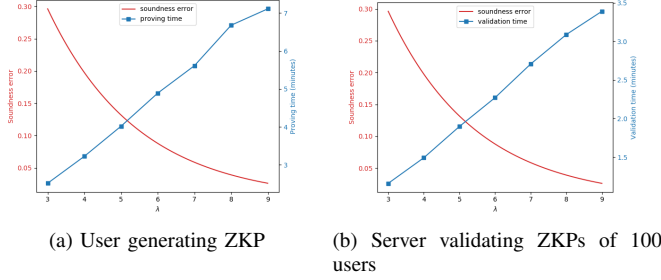 soundness error
proving time
0.30
0.25
0.20
0.15
0.10
0.05
Soundness error
7
6
5
4
3
Proving time (minutes)
3 4 5 6 7 8 9
λ
(a) User generating ZKP
soundness error
validation time
0.30
0.25
0.20
0.15
0.10
0.05
Soundness error
3.5
3.0
2.5
2.0
1.5
Validation time (minutes)
3 4 5 6 7 8 9
λ
(b) Server validating ZKPs of 100
users